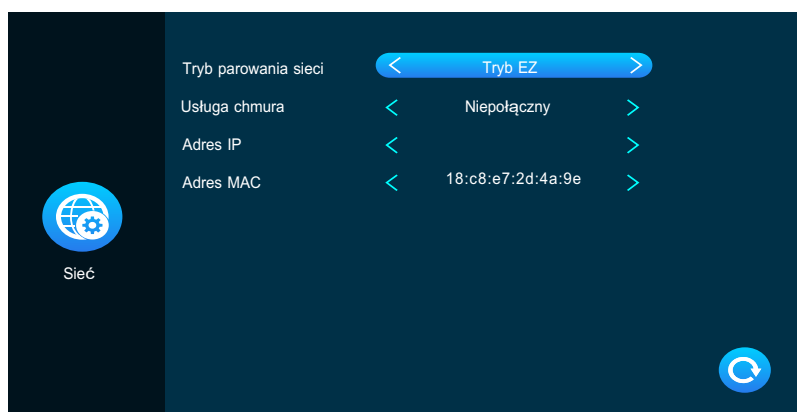 Tryb parowania sieci Tryb EZ
Usługa chmura Niepołączny
Adres IP
Adres MAC 18:c8:e7:2d:4a:9e
Sieć